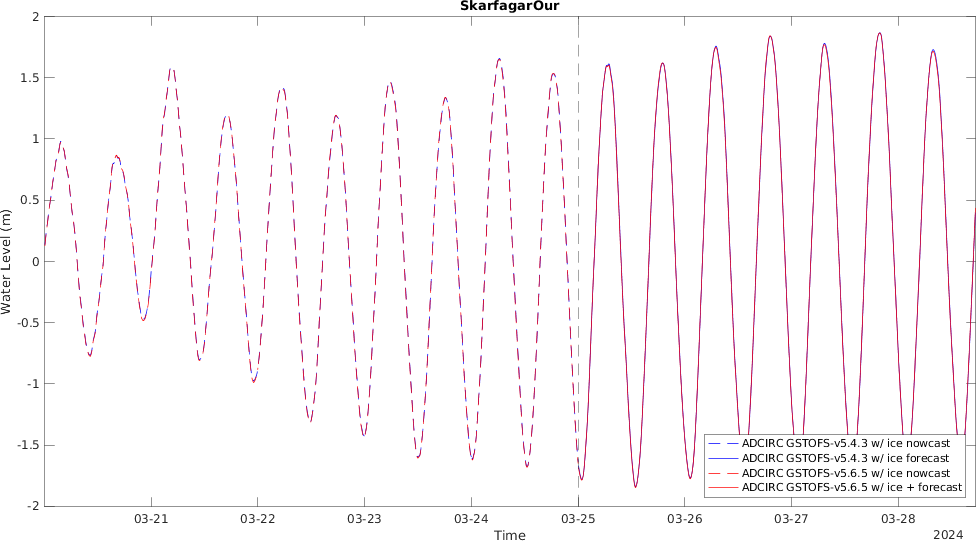 SkarfagarOur
2
1.5
1
0.5
0
-0.5
-1
-1.5
-2
Water Level (m)
03-21 03-22 03-23 03-24 03-25 03-26 03-27 03-28
Time
2024
ADCIRC GSTOFS-v5.4.3 w/ ice nowcast
ADCIRC GSTOFS-v5.4.3 w/ ice forecast
ADCIRC GSTOFS-v5.6.5 w/ ice nowcast
ADCIRC GSTOFS-v5.6.5 w/ ice + forecast